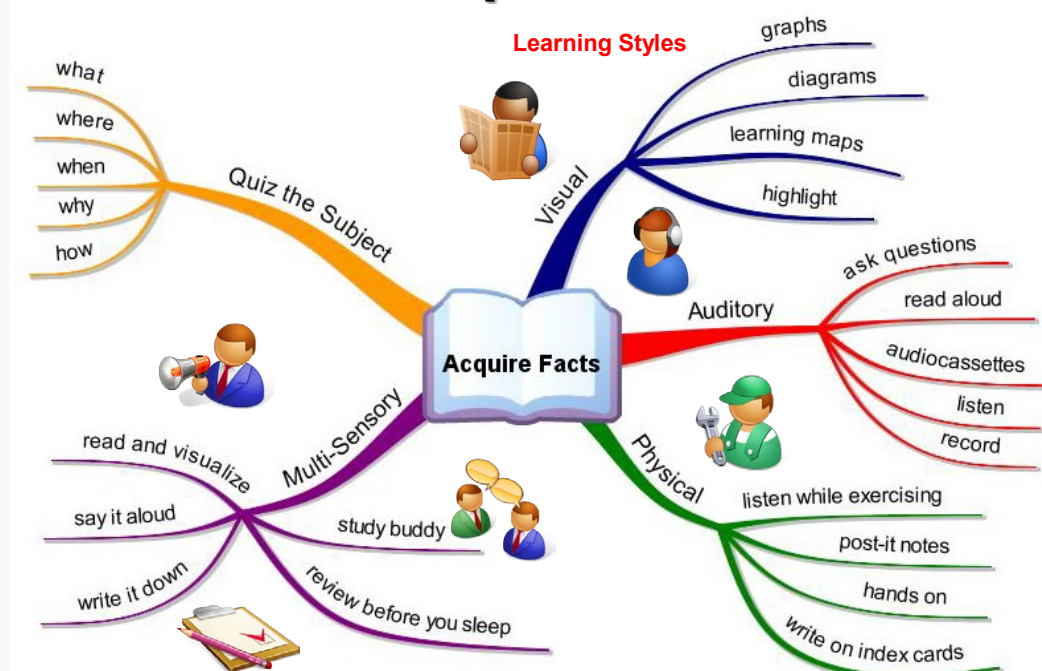 Learning Styles
Acquire Facts
Visual
graphs
diagrams
learning maps
highlight
Auditory
ask questions
read aloud
audiocassettes
listen
record
Physical
listen while exercising
post-it notes
hands on
write on index cards
Multi-Sensory
read and visualize
say it aloud
write it down
study buddy
review before you sleep
Quiz the Subject
what
where
when
why
how